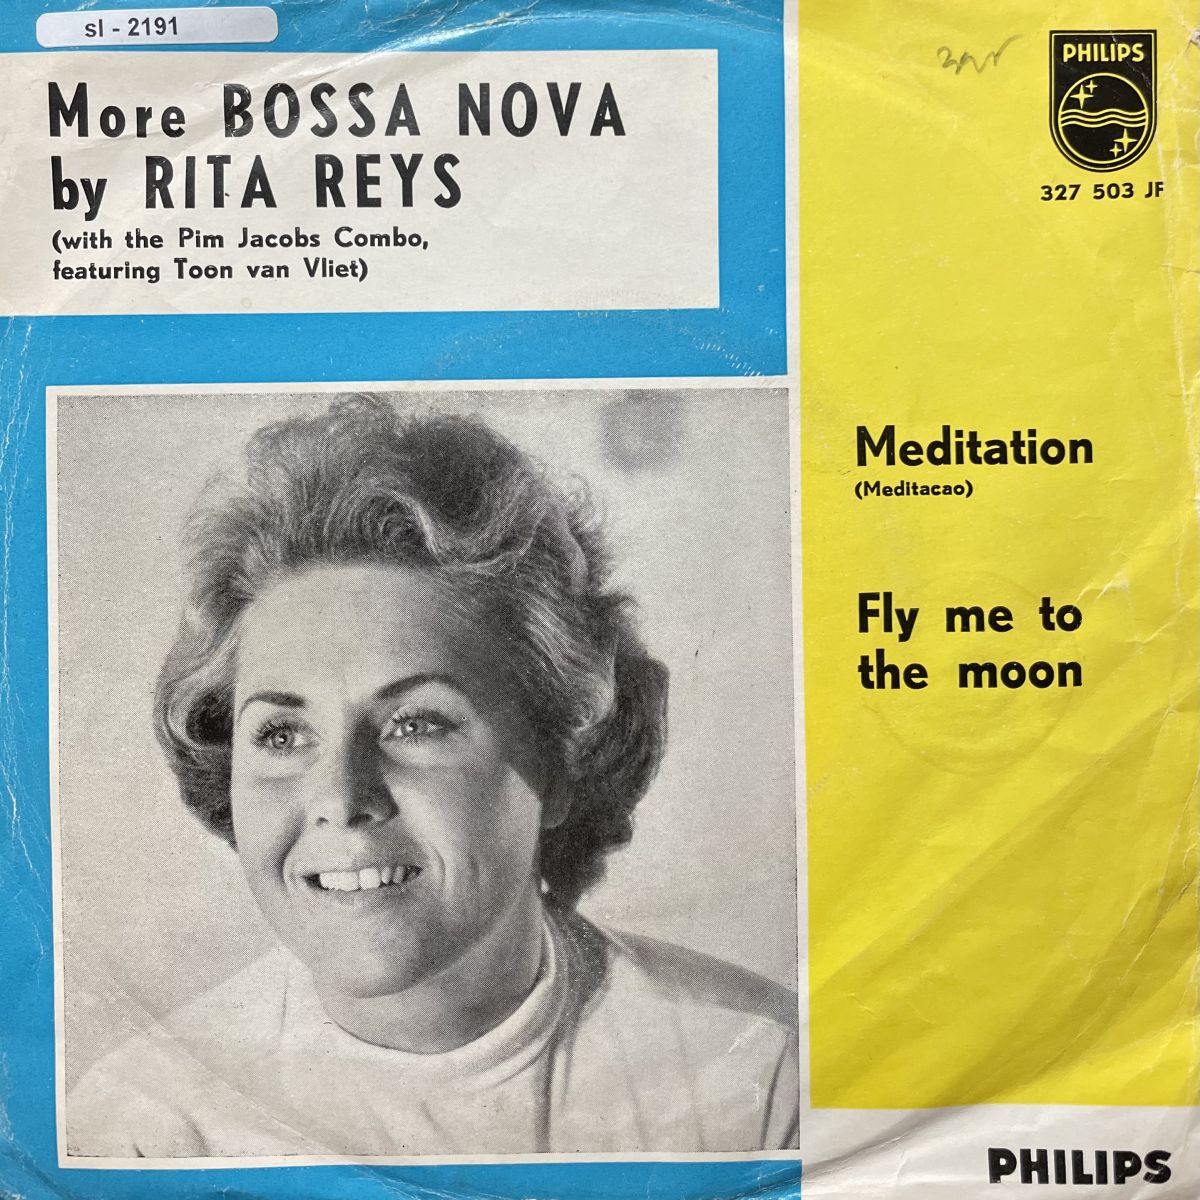 sl - 2191
More BOSSA NOVA
by RITA REYS
(with the Pim Jacobs Combo,
featuring Toon van Vliet)
PHILIPS
327 503 JF
Meditation
(Meditacao)
Fly me to
the moon
PHILIPS